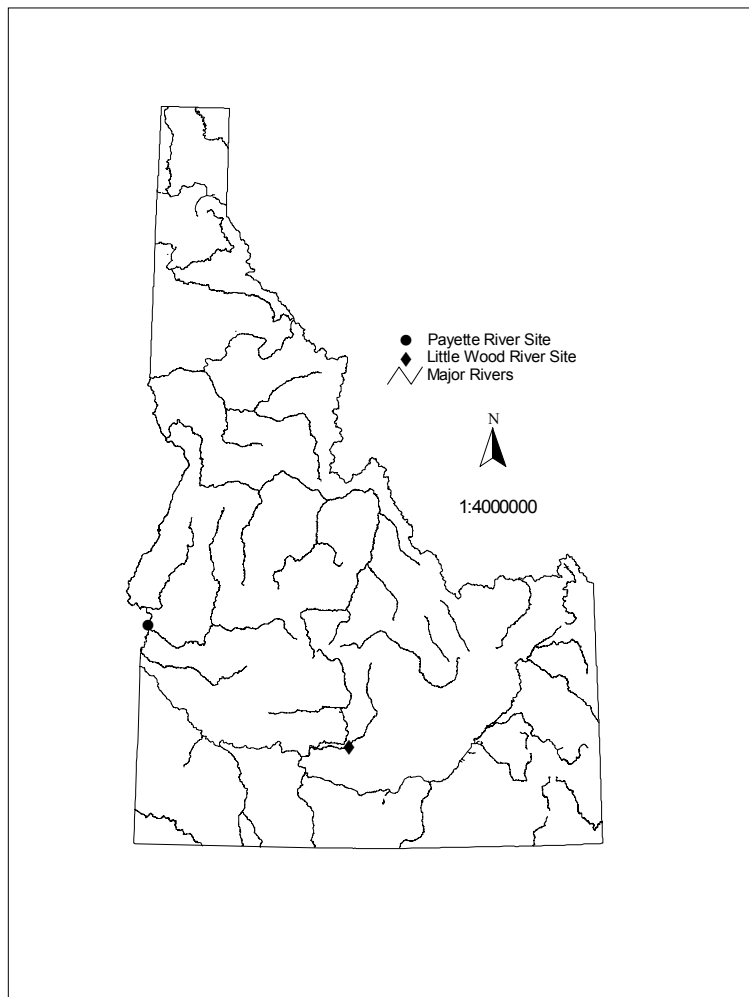 Payette River Site
Little Wood River Site
Major Rivers
N
1:4000000